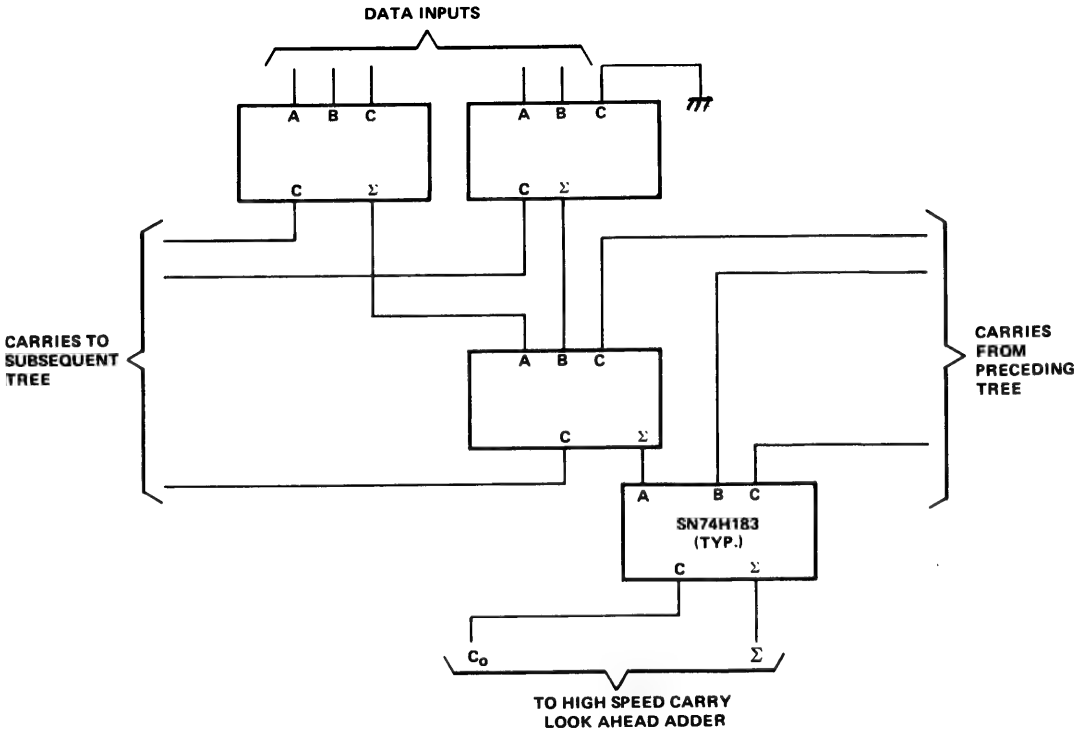 DATA INPUTS
A B C
A B C
C Σ
C Σ
CARRIES TO
SUBSEQUENT
TREE
CARRIES
FROM
PRECEDING
TREE
A B C
C Σ
A B C
SN74H183
(TYP.)
C Σ
Co Σ
TO HIGH SPEED CARRY
LOOK AHEAD ADDER